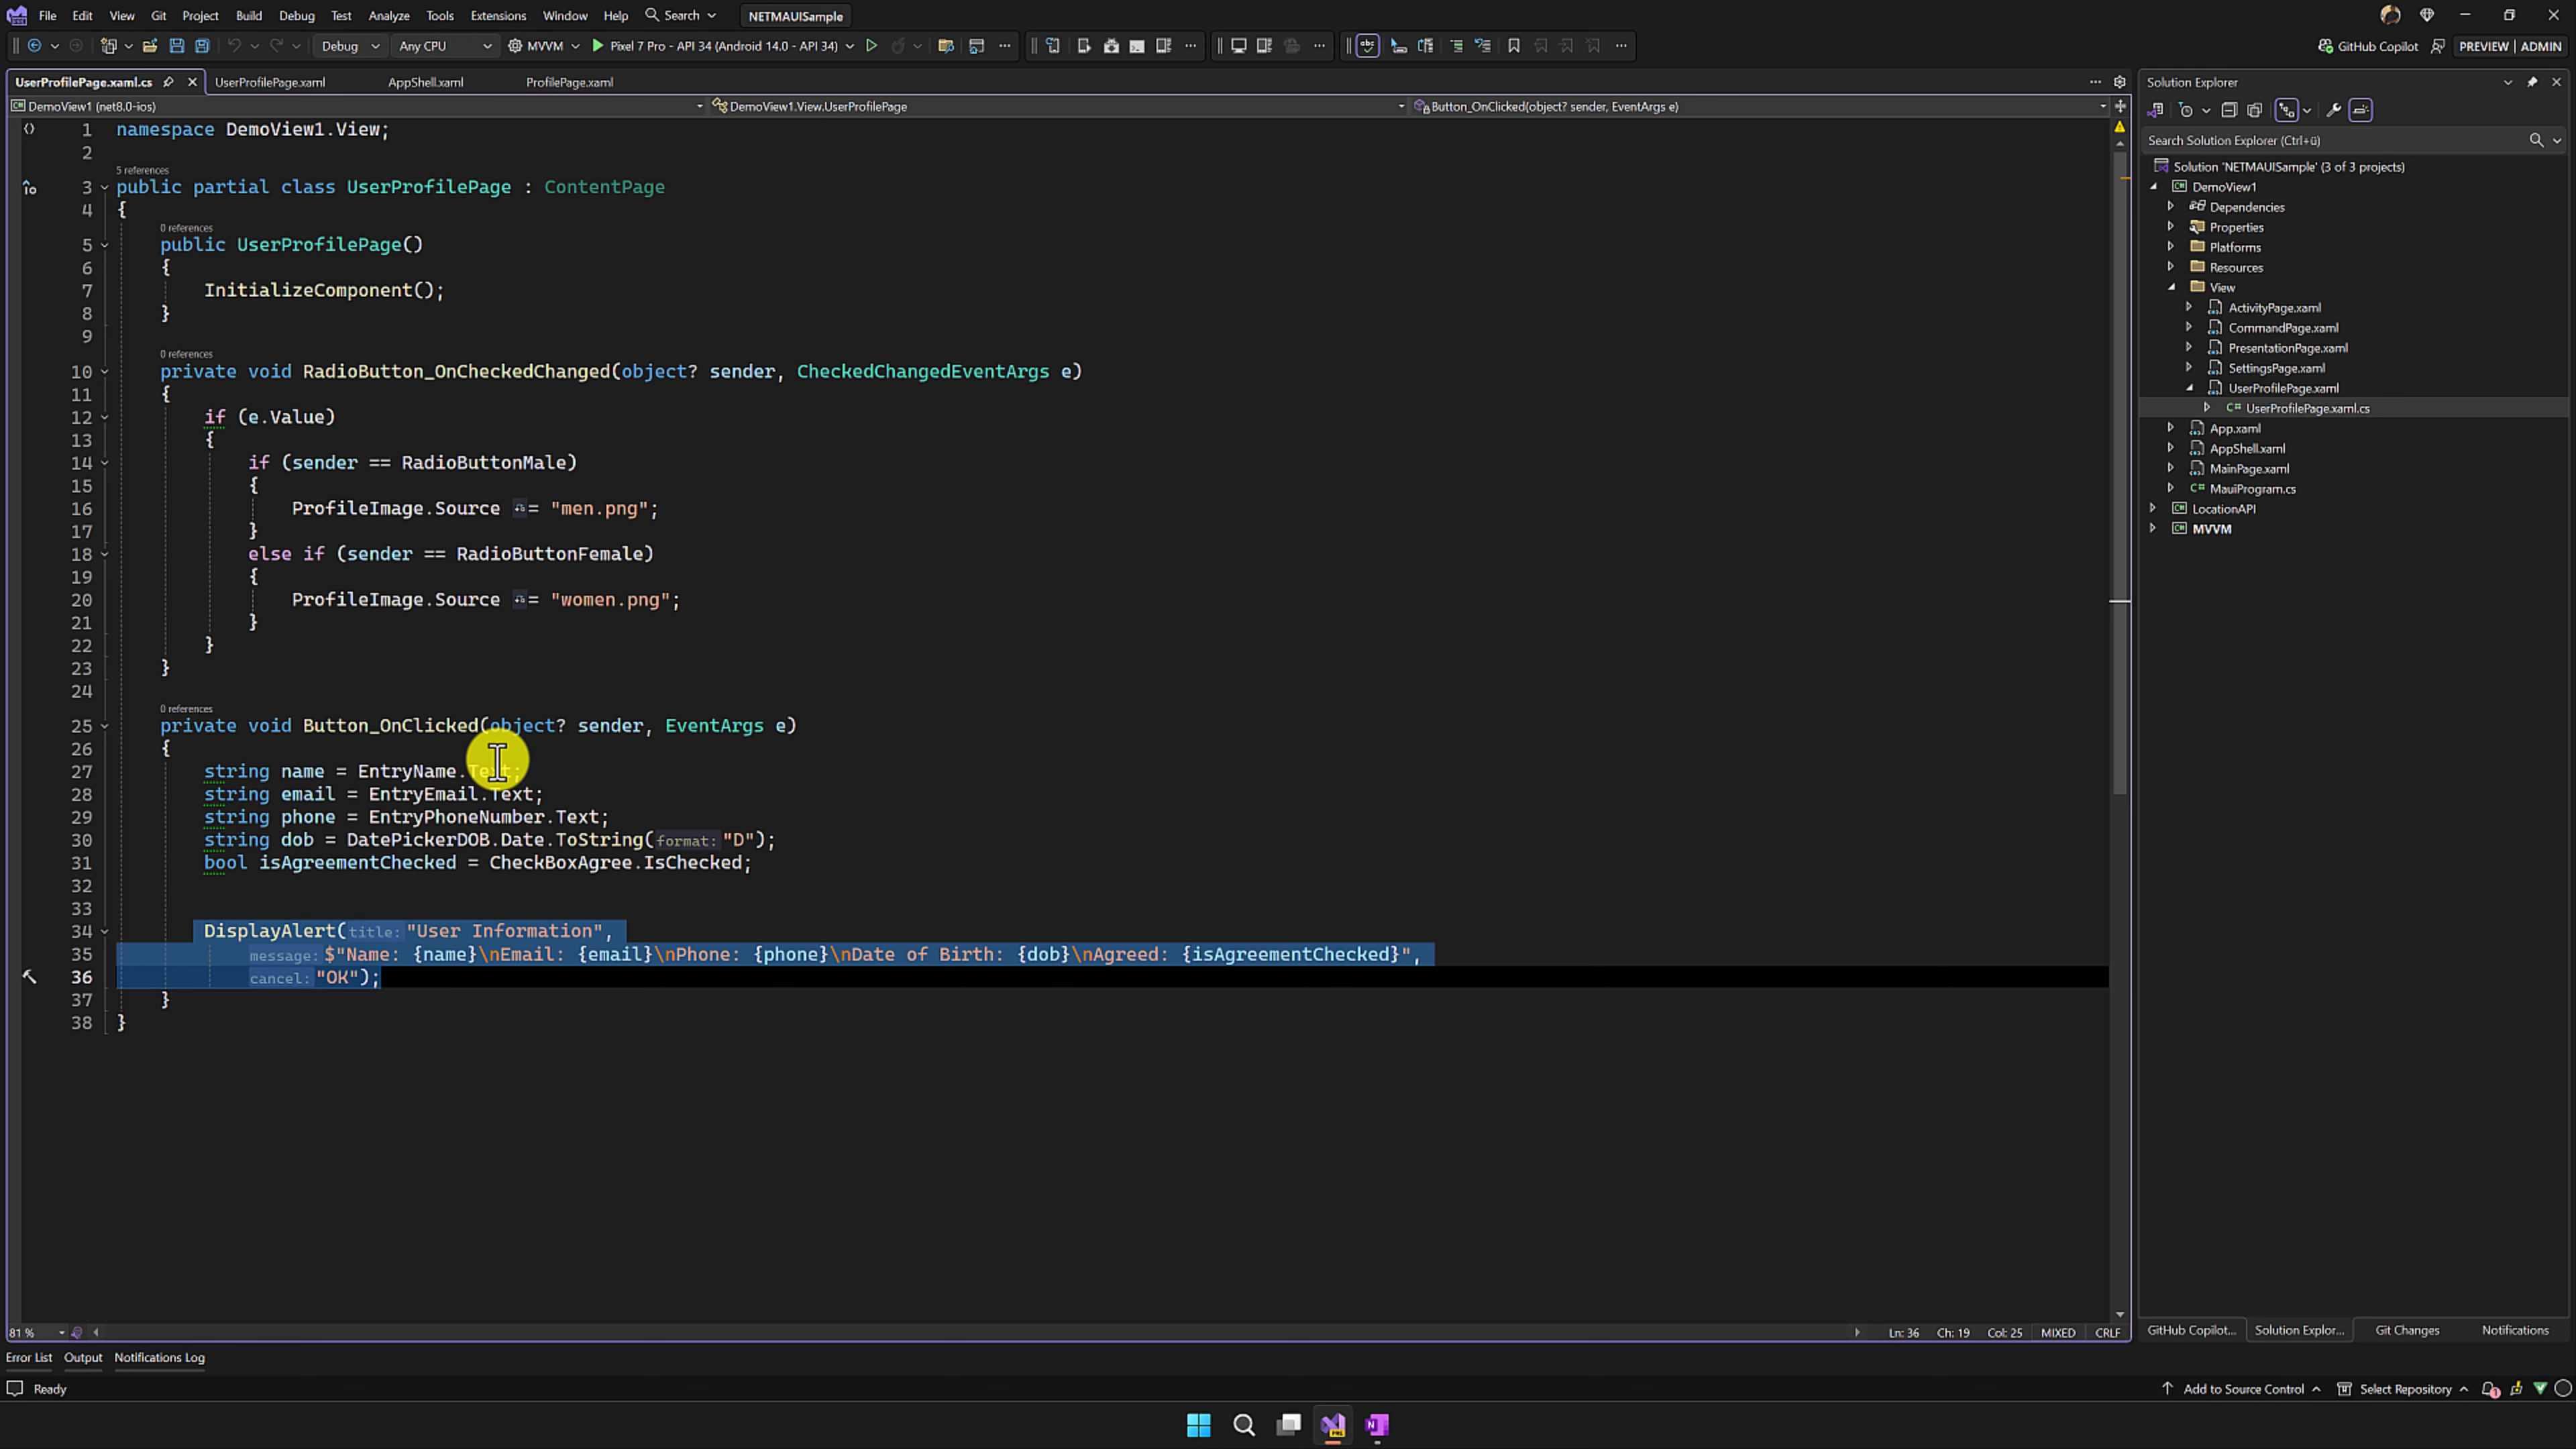 File Edit View Git Project Build Debug Test Analyze Tools Extensions Window Help Search NETMAUISample
Debug Any CPU MVVM Pixel 7 Pro - API 34 (Android 14.0 - API 34) GitHub Copilot PREVIEW ADMIN
UserProfilePage.xaml.cs UserProfilePage.xaml AppShell.xaml ProfilePage.xaml
DemoView1 (net8.0-ios) DemoView1.View.UserProfilePage Button_OnClicked(object? sender, EventArgs e)
1 namespace DemoView1.View;
2
5 references
3 public partial class UserProfilePage : ContentPage
4 {
0 references
5 public UserProfilePage()
6 {
7 InitializeComponent();
8 }
9
0 references
10 private void RadioButton_OnCheckedChanged(object? sender, CheckedChangedEventArgs e)
11 {
12 if (e.Value)
13 {
14 if (sender == RadioButtonMale)
15 {
16 ProfileImage.Source = "men.png";
17 }
18 else if (sender == RadioButtonFemale)
19 {
20 ProfileImage.Source = "women.png";
21 }
22 }
23 }
24
0 references
25 private void Button_OnClicked(object? sender, EventArgs e)
26 {
27 string name = EntryName.Text;
28 string email = EntryEmail.Text;
29 string phone = EntryPhoneNumber.Text;
30 string dob = DatePickerDOB.Date.ToString(format: "D");
31 bool isAgreementChecked = CheckBoxAgree.IsChecked;
32
33
34 DisplayAlert(title: "User Information",
35 message: $"Name: {name}\nEmail: {email}\nPhone: {phone}\nDate of Birth: {dob}\nAgreed: {isAgreementChecked}",
36 cancel: "OK");
37 }
38 }
81 % Ln: 36 Ch: 19 Col: 25 MIXED CRLF
Solution Explorer
Search Solution Explorer (Ctrl+ü)
Solution 'NETMAUISample' (3 of 3 projects)
DemoView1
Dependencies
Properties
Platforms
Resources
View
ActivityPage.xaml
CommandPage.xaml
PresentationPage.xaml
SettingsPage.xaml
UserProfilePage.xaml
C# UserProfilePage.xaml.cs
App.xaml
AppShell.xaml
MainPage.xaml
C# MauiProgram.cs
LocationAPI
MVVM
GitHub Copilot... Solution Explor... Git Changes Notifications
Error List Output Notifications Log
Ready Add to Source Control Select Repository 1